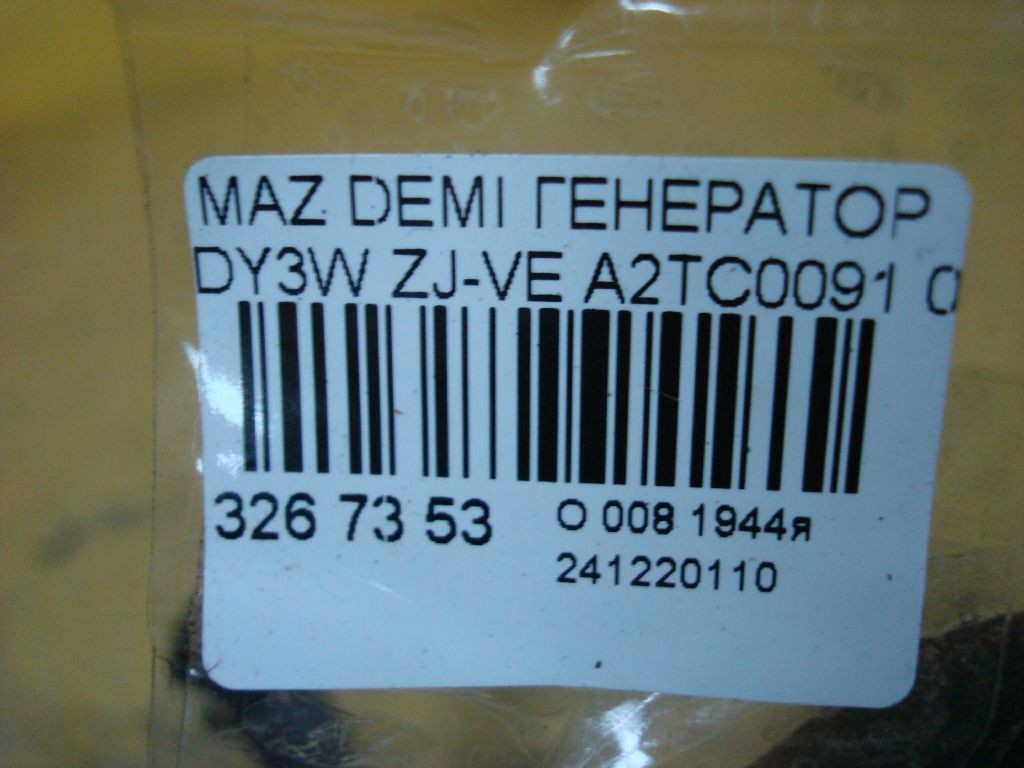 MAZ DEMI ГЕНЕРАТОР
DY3W ZJ-VE A2TC0091
326 73 53
О 008 1944я
241220110